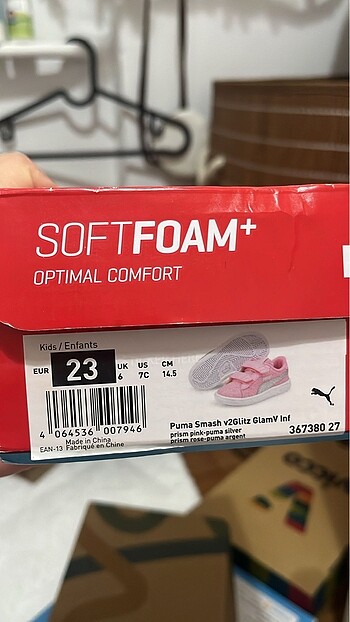 SOFTFOAM+
OPTIMAL COMFORT
Kids / Enfants
EUR 23 UK 6 US 7C CM 14.5
4 064536 007946
Made in China
EAN-13 Fabriqué en Chine
Puma Smash v2Glitz GlamV Inf
prism pink-puma silver
prism rose-puma argent
367380 27